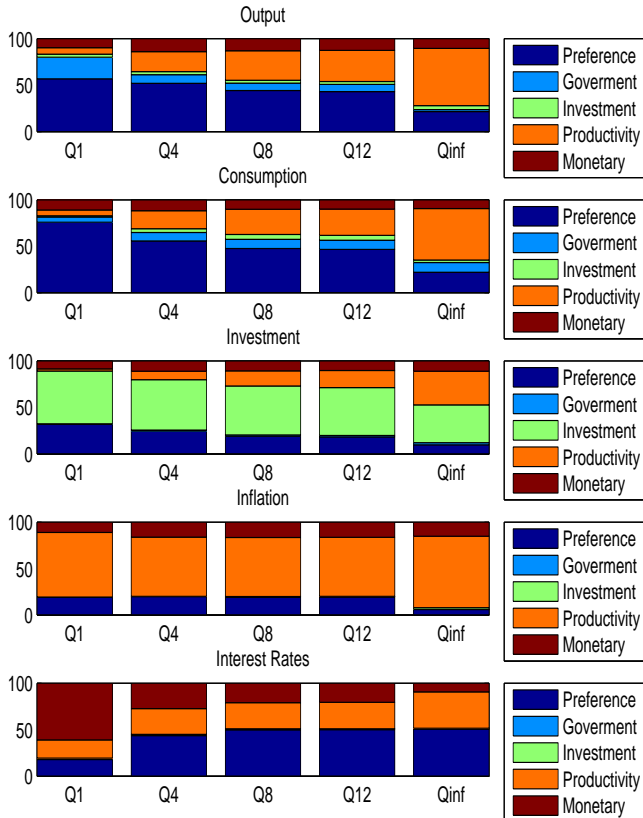 Output
100
50
0
Q1 Q4 Q8 Q12 Qinf
Preference
Goverment
Investment
Productivity
Monetary
Consumption
100
50
0
Q1 Q4 Q8 Q12 Qinf
Preference
Goverment
Investment
Productivity
Monetary
Investment
100
50
0
Q1 Q4 Q8 Q12 Qinf
Preference
Goverment
Investment
Productivity
Monetary
Inflation
100
50
0
Q1 Q4 Q8 Q12 Qinf
Preference
Goverment
Investment
Productivity
Monetary
Interest Rates
100
50
0
Q1 Q4 Q8 Q12 Qinf
Preference
Goverment
Investment
Productivity
Monetary